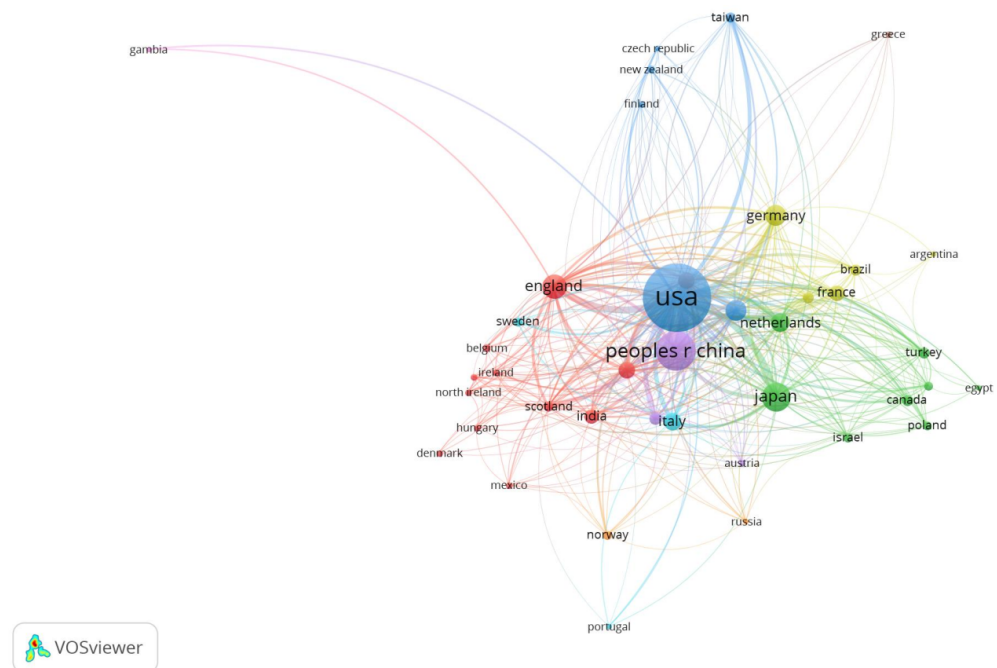 taiwan
greece
gambia
czech republic
new zealand
finland
germany
argentina
brazil
england
france
usa
sweden
netherlands
belgium
peoples r china
turkey
ireland
egypt
north ireland
japan
canada
scotland
india
italy
poland
hungary
israel
denmark
austria
mexico
russia
norway
portugal
VOSviewer